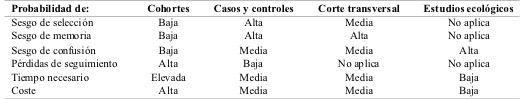 Probabilidad de: Cohortes Casos y controles Corte transversal Estudios ecológicos
Sesgo de selección Baja Alta Media No aplica
Sesgo de memoria Baja Alta Alta No aplica
Sesgo de confusión Baja Media Media Alta
Pérdidas de seguimiento Alta Baja No aplica No aplica
Tiempo necesario Elevada Media Media Baja
Coste Alta Media Media Baja